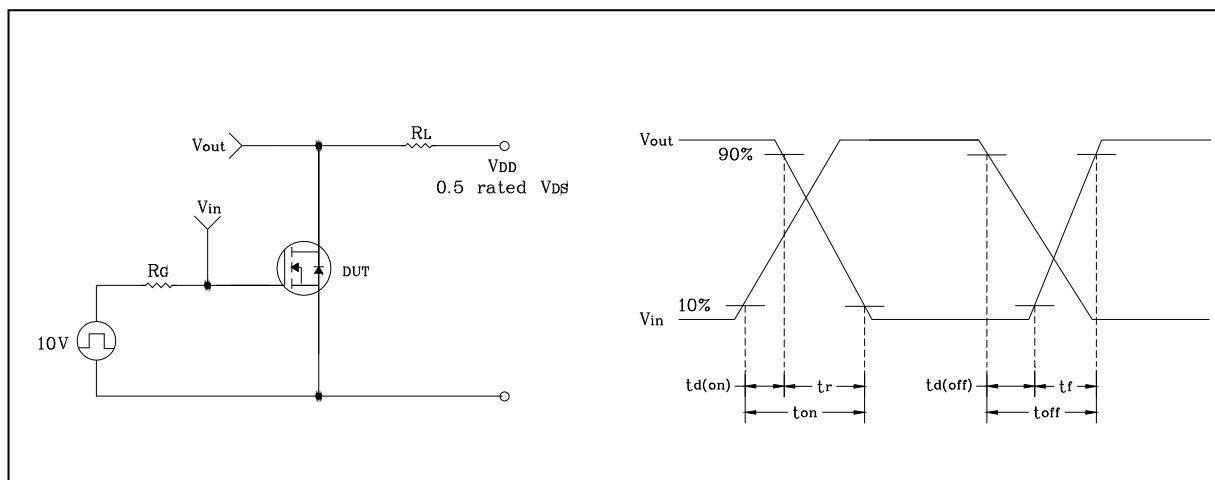 Vout
RL
VDD
0.5 rated VDS
Vin
RG
DUT
10V
Vout
90%
10%
Vin
td(on)
tr
td(off)
tf
ton
toff